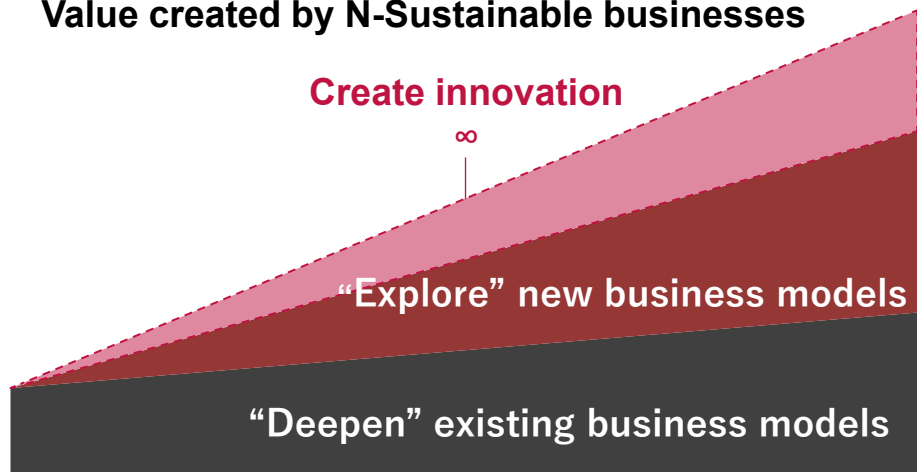 Value created by N-Sustainable businesses
Create innovation
∞
“Explore” new business models
“Deepen” existing business models